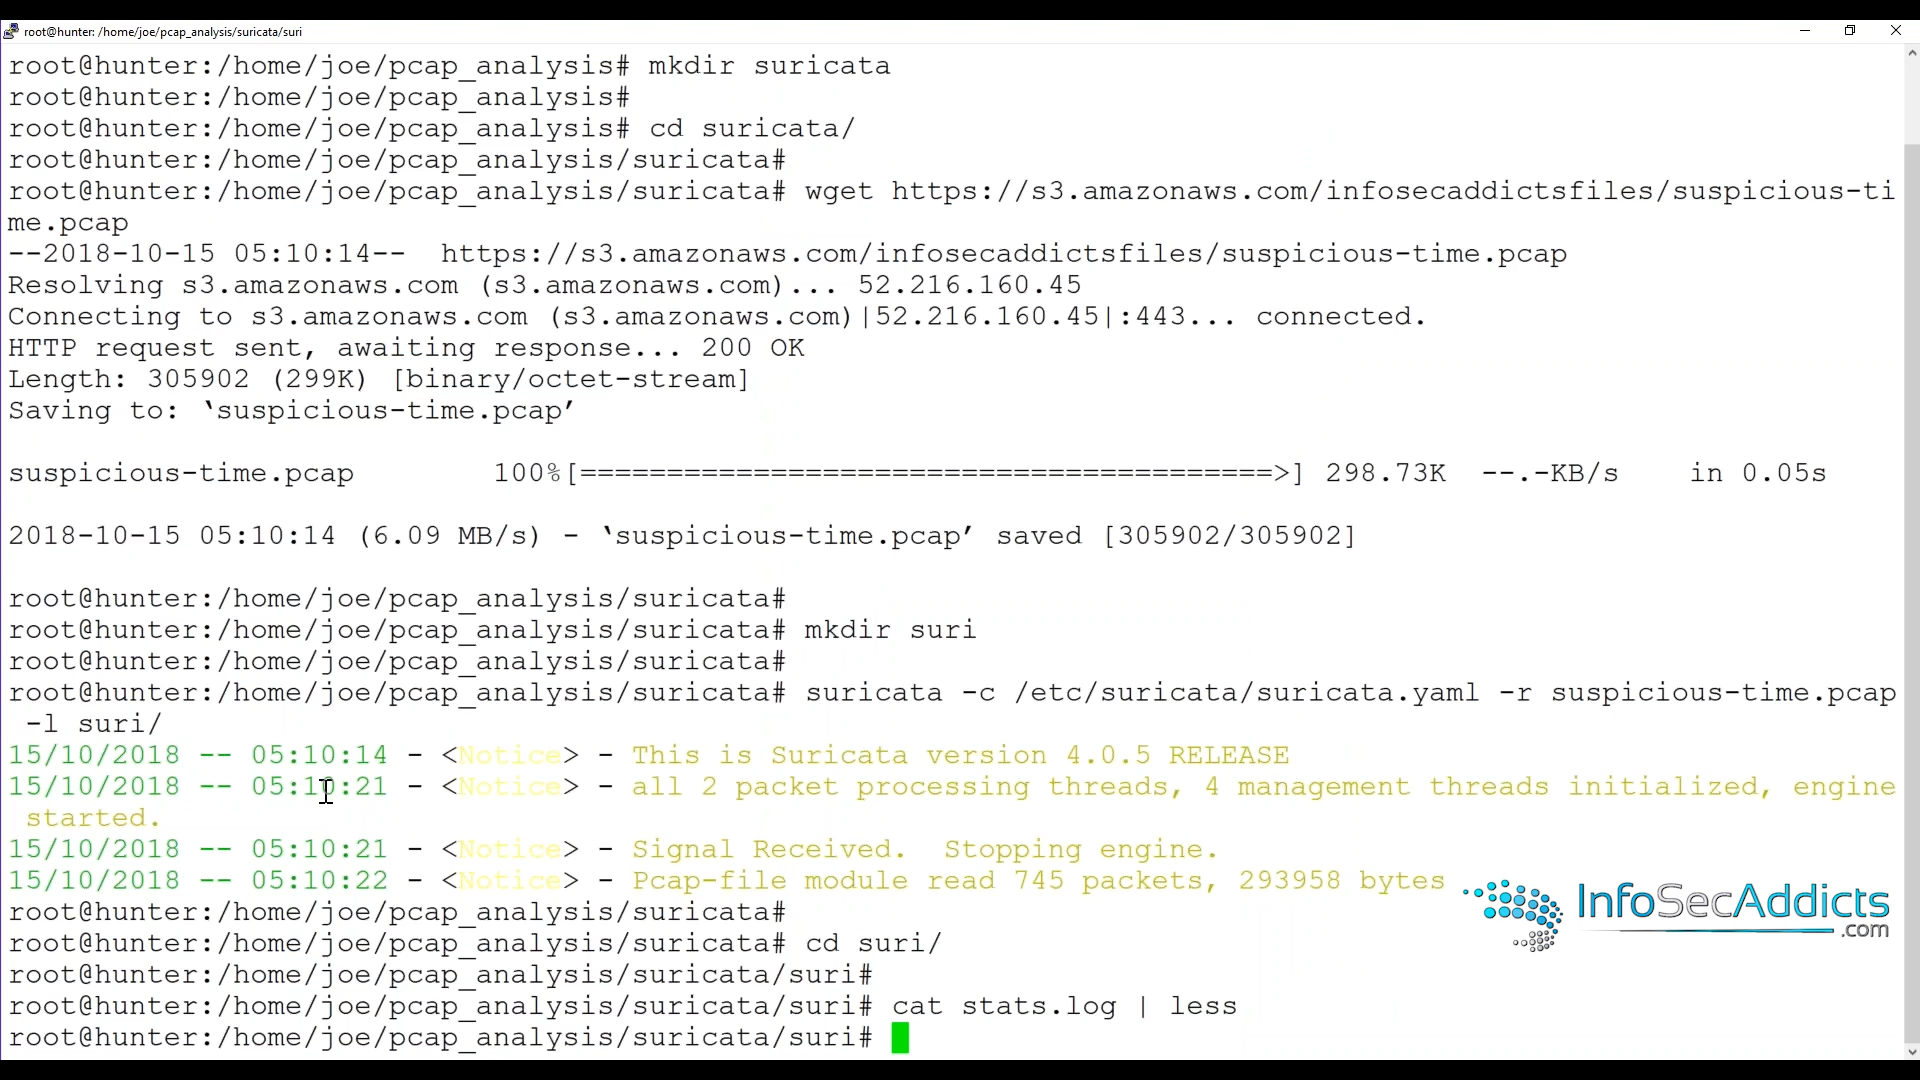 root@hunter: /home/joe/pcap_analysis/suricata/suri
root@hunter:/home/joe/pcap_analysis# mkdir suricata
root@hunter:/home/joe/pcap_analysis#
root@hunter:/home/joe/pcap_analysis# cd suricata/
root@hunter:/home/joe/pcap_analysis/suricata#
root@hunter:/home/joe/pcap_analysis/suricata# wget https://s3.amazonaws.com/infosecaddictsfiles/suspicious-ti
me.pcap
--2018-10-15 05:10:14--  https://s3.amazonaws.com/infosecaddictsfiles/suspicious-time.pcap
Resolving s3.amazonaws.com (s3.amazonaws.com)... 52.216.160.45
Connecting to s3.amazonaws.com (s3.amazonaws.com)|52.216.160.45|:443... connected.
HTTP request sent, awaiting response... 200 OK
Length: 305902 (299K) [binary/octet-stream]
Saving to: ‘suspicious-time.pcap’
suspicious-time.pcap        100%[========================================>] 298.73K  --.-KB/s    in 0.05s
2018-10-15 05:10:14 (6.09 MB/s) - ‘suspicious-time.pcap’ saved [305902/305902]
root@hunter:/home/joe/pcap_analysis/suricata#
root@hunter:/home/joe/pcap_analysis/suricata# mkdir suri
root@hunter:/home/joe/pcap_analysis/suricata#
root@hunter:/home/joe/pcap_analysis/suricata# suricata -c /etc/suricata/suricata.yaml -r suspicious-time.pcap
 -l suri/
15/10/2018 -- 05:10:14 - <Notice> - This is Suricata version 4.0.5 RELEASE
15/10/2018 -- 05:10:21 - <Notice> - all 2 packet processing threads, 4 management threads initialized, engine
 started.
15/10/2018 -- 05:10:21 - <Notice> - Signal Received.  Stopping engine.
15/10/2018 -- 05:10:22 - <Notice> - Pcap-file module read 745 packets, 293958 bytes
root@hunter:/home/joe/pcap_analysis/suricata#
root@hunter:/home/joe/pcap_analysis/suricata# cd suri/
root@hunter:/home/joe/pcap_analysis/suricata/suri#
root@hunter:/home/joe/pcap_analysis/suricata/suri# cat stats.log | less
root@hunter:/home/joe/pcap_analysis/suricata/suri#
InfoSecAddicts
.com